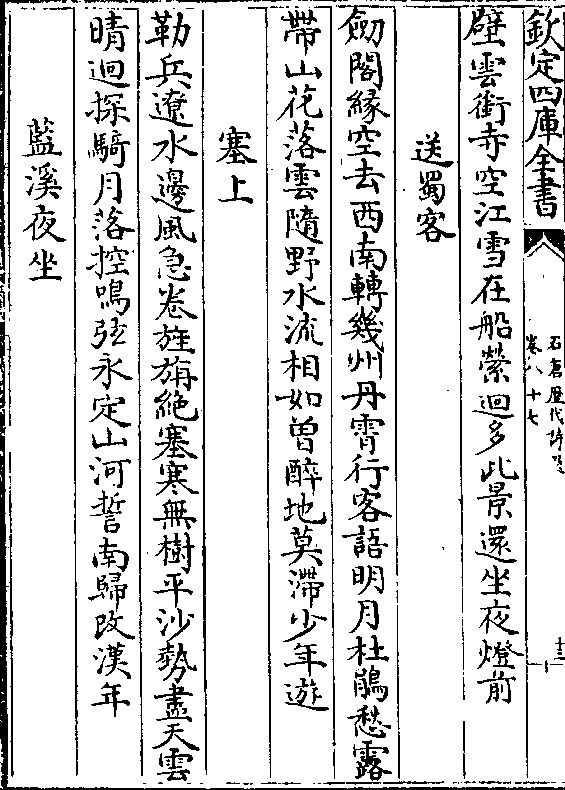 欽定四庫全書
石倉歷代詩選
卷八十七
十三
壁雲銜寺空江雪在船縈迴多此景還坐夜燈前
送蜀客
劒閣緣空去西南轉幾州丹霄行客語明月杜鵑愁露
帶山花落雲隨野水流相如曽醉地莫滯少年遊
塞上
勒兵遼水邊風急卷旌旃絶塞寒無樹平沙勢盡天雲
晴迴探騎月落控鳴弦永定山河誓南歸改漢年
藍溪夜坐